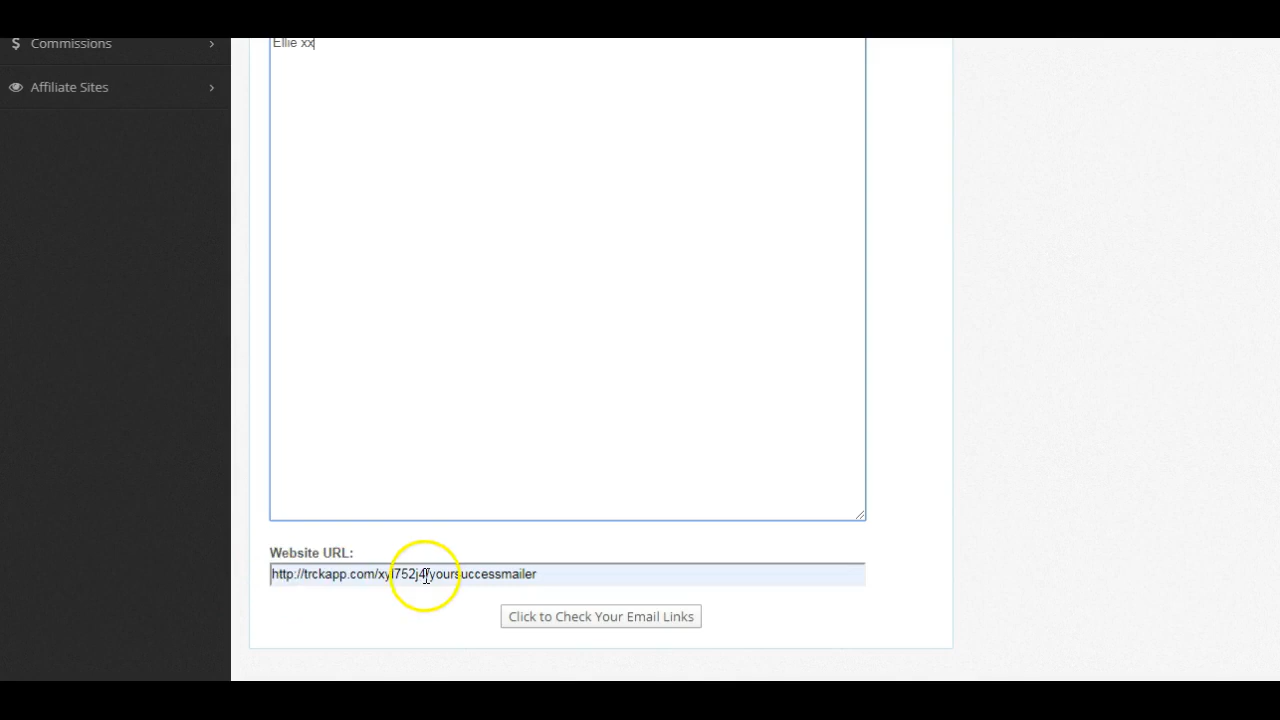 $ Commissions
Ellie xx
Affiliate Sites
Website URL:
http://trckapp.com/xyl752j4/yoursuccessmailer
Click to Check Your Email Links